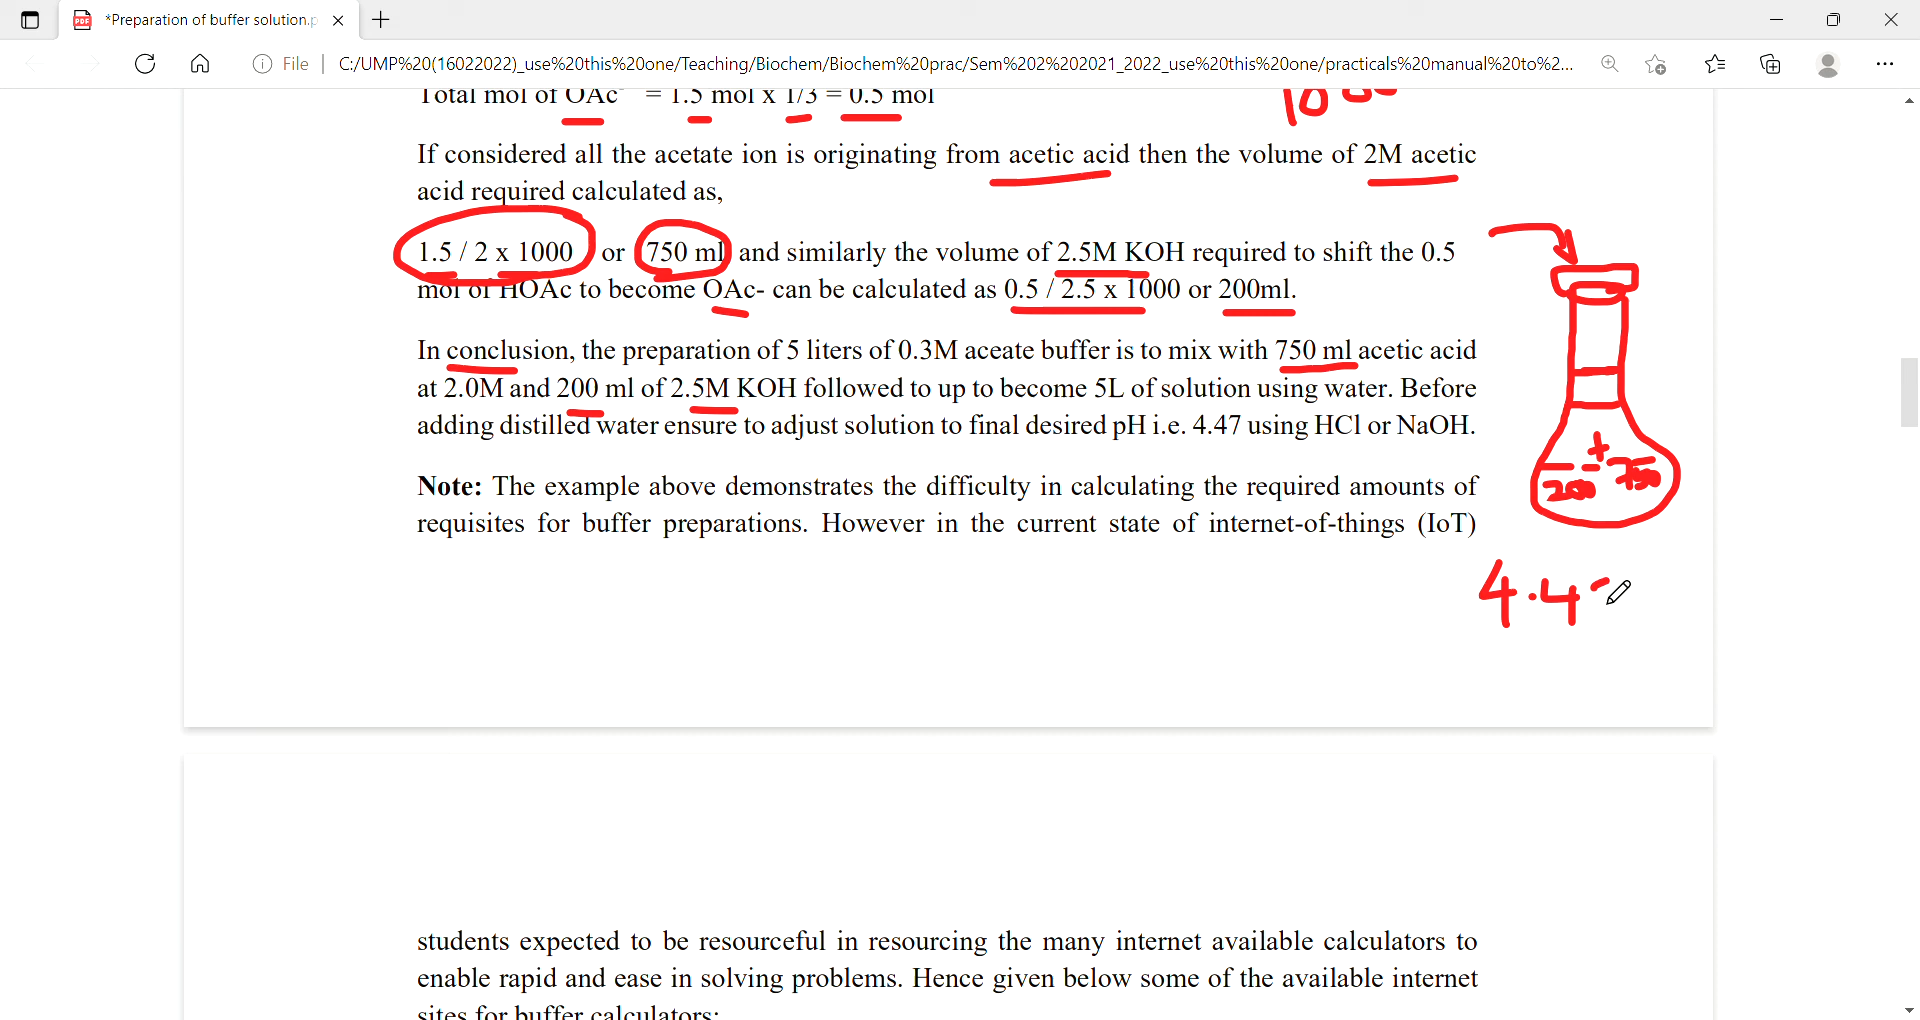 *Preparation of buffer solution.p
File
C:/UMP%20(16022022)_use%20this%20one/Teaching/Biochem/Biochem%20prac/Sem%202%202021_2022_use%20this%20one/practicals%20manual%20to%2...
Total mol of OAc- = 1.5 mol x 1/3 = 0.5 mol
If considered all the acetate ion is originating from acetic acid then the volume of 2M acetic
acid required calculated as,
1.5 / 2 x 1000 or 750 ml and similarly the volume of 2.5M KOH required to shift the 0.5
mol of HOAc to become OAc- can be calculated as 0.5 / 2.5 x 1000 or 200ml.
In conclusion, the preparation of 5 liters of 0.3M aceate buffer is to mix with 750 ml acetic acid
at 2.0M and 200 ml of 2.5M KOH followed to up to become 5L of solution using water. Before
adding distilled water ensure to adjust solution to final desired pH i.e. 4.47 using HCl or NaOH.
+
200 750
Note: The example above demonstrates the difficulty in calculating the required amounts of
requisites for buffer preparations. However in the current state of internet-of-things (IoT)
4.4
students expected to be resourceful in resourcing the many internet available calculators to
enable rapid and ease in solving problems. Hence given below some of the available internet
sites for buffer calculators: